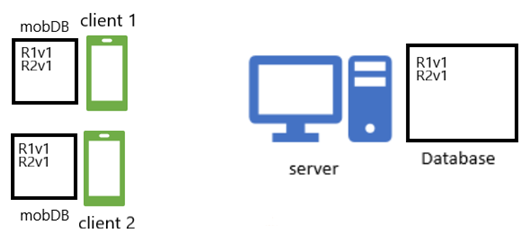 mobDB
client 1
R1v1
R2v1
R1v1
R2v1
mobDB
client 2
server
R1v1
R2v1
Database